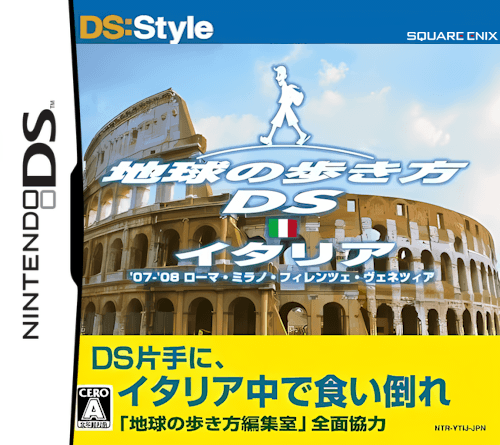 DS:Style
SQUARE ENIX
NINTENDO DS™
地球の歩き方
DS
イタリア
'07-'08 ローマ・ミラノ・フィレンツェ・ヴェネツィア
DS片手に、
イタリア中で食い倒れ
「地球の歩き方編集室」全面協力
CERO
A
NTR-YTIJ-JPN